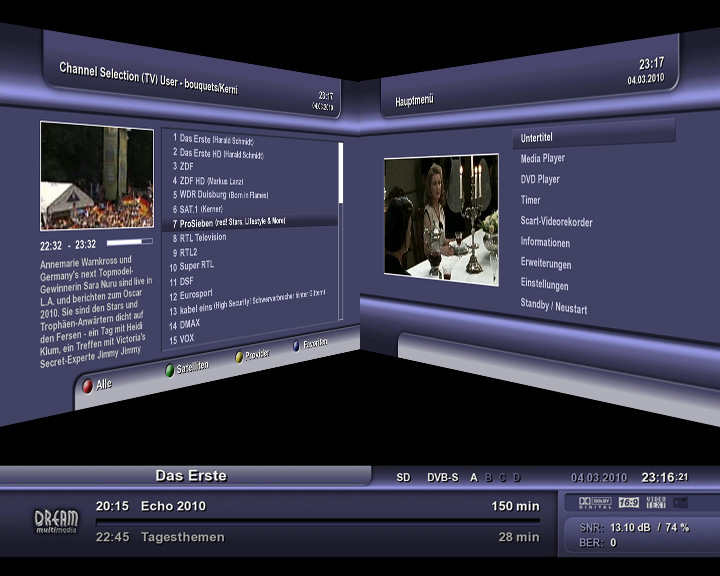 Channel Selection (TV) User - bouquets/Kerni
23:17
04.03.2010
1 Das Erste (Harald Schmidt)
2 Das Erste HD (Harald Schmidt)
3 ZDF
4 ZDF HD (Markus Lanz)
5 WDR Duisburg (Born in Flames)
6 SAT.1 (Kerner)
7 ProSieben (red! Stars, Lifestyle & More)
8 RTL Television
9 RTL2
10 Super RTL
11 DSF
12 Eurosport
13 kabel eins (High Security! Schwerverbrecher hinter Gittern)
14 DMAX
15 VOX
22:32 - 23:32
Annemarie Warnkross und
Germany's next Topmodel-
Gewinnerin Sara Nuru sind live in
L.A. und berichten zum Oscar
2010. Sie sind den Stars und
Trophäen-Anwärtern dicht auf
den Fersen - ein Tag mit Heidi
Klum, ein Treffen mit Victoria's
Secret-Experte Jimmy Jimmy
Alle
Satelliten
Provider
Favoriten
Hauptmenü
23:17
04.03.2010
Untertitel
Media Player
DVD Player
Timer
Scart-Videorekorder
Informationen
Erweiterungen
Einstellungen
Standby / Neustart
Das Erste
SD DVB-S A B C D 04.03.2010 23:16:21
DREAM
multimedia
20:15 Echo 2010 150 min
22:45 Tagesthemen 28 min
DOLBY
DIGITAL
16:9
VIDEO
TEXT
SNR: 13.10 dB / 74 %
BER: 0